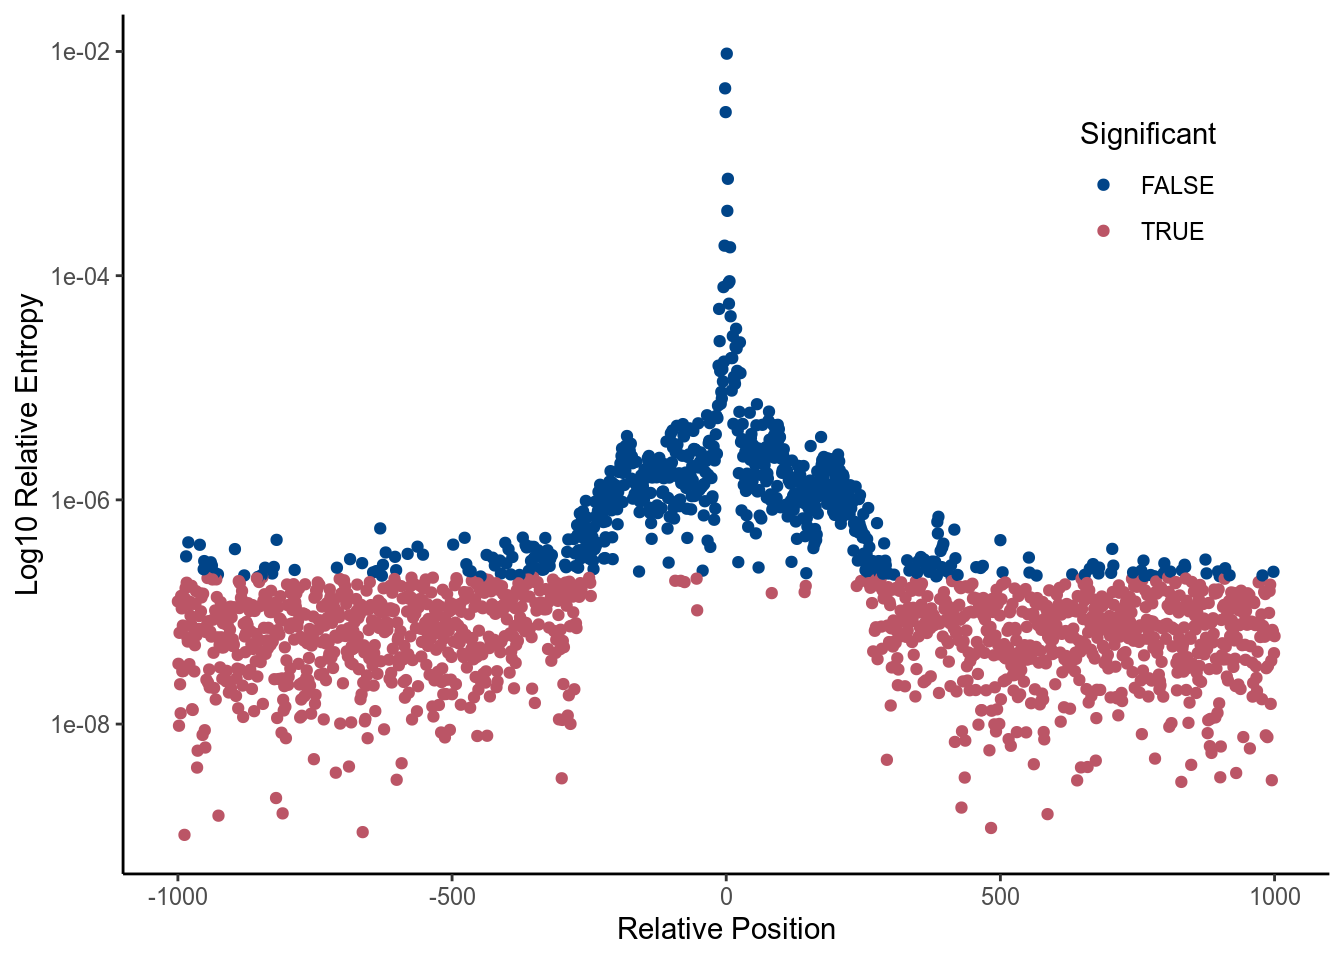 1e-02
1e-04
1e-06
1e-08
Log10 Relative Entropy
Significant
FALSE
TRUE
-1000
-500
0
500
1000
Relative Position